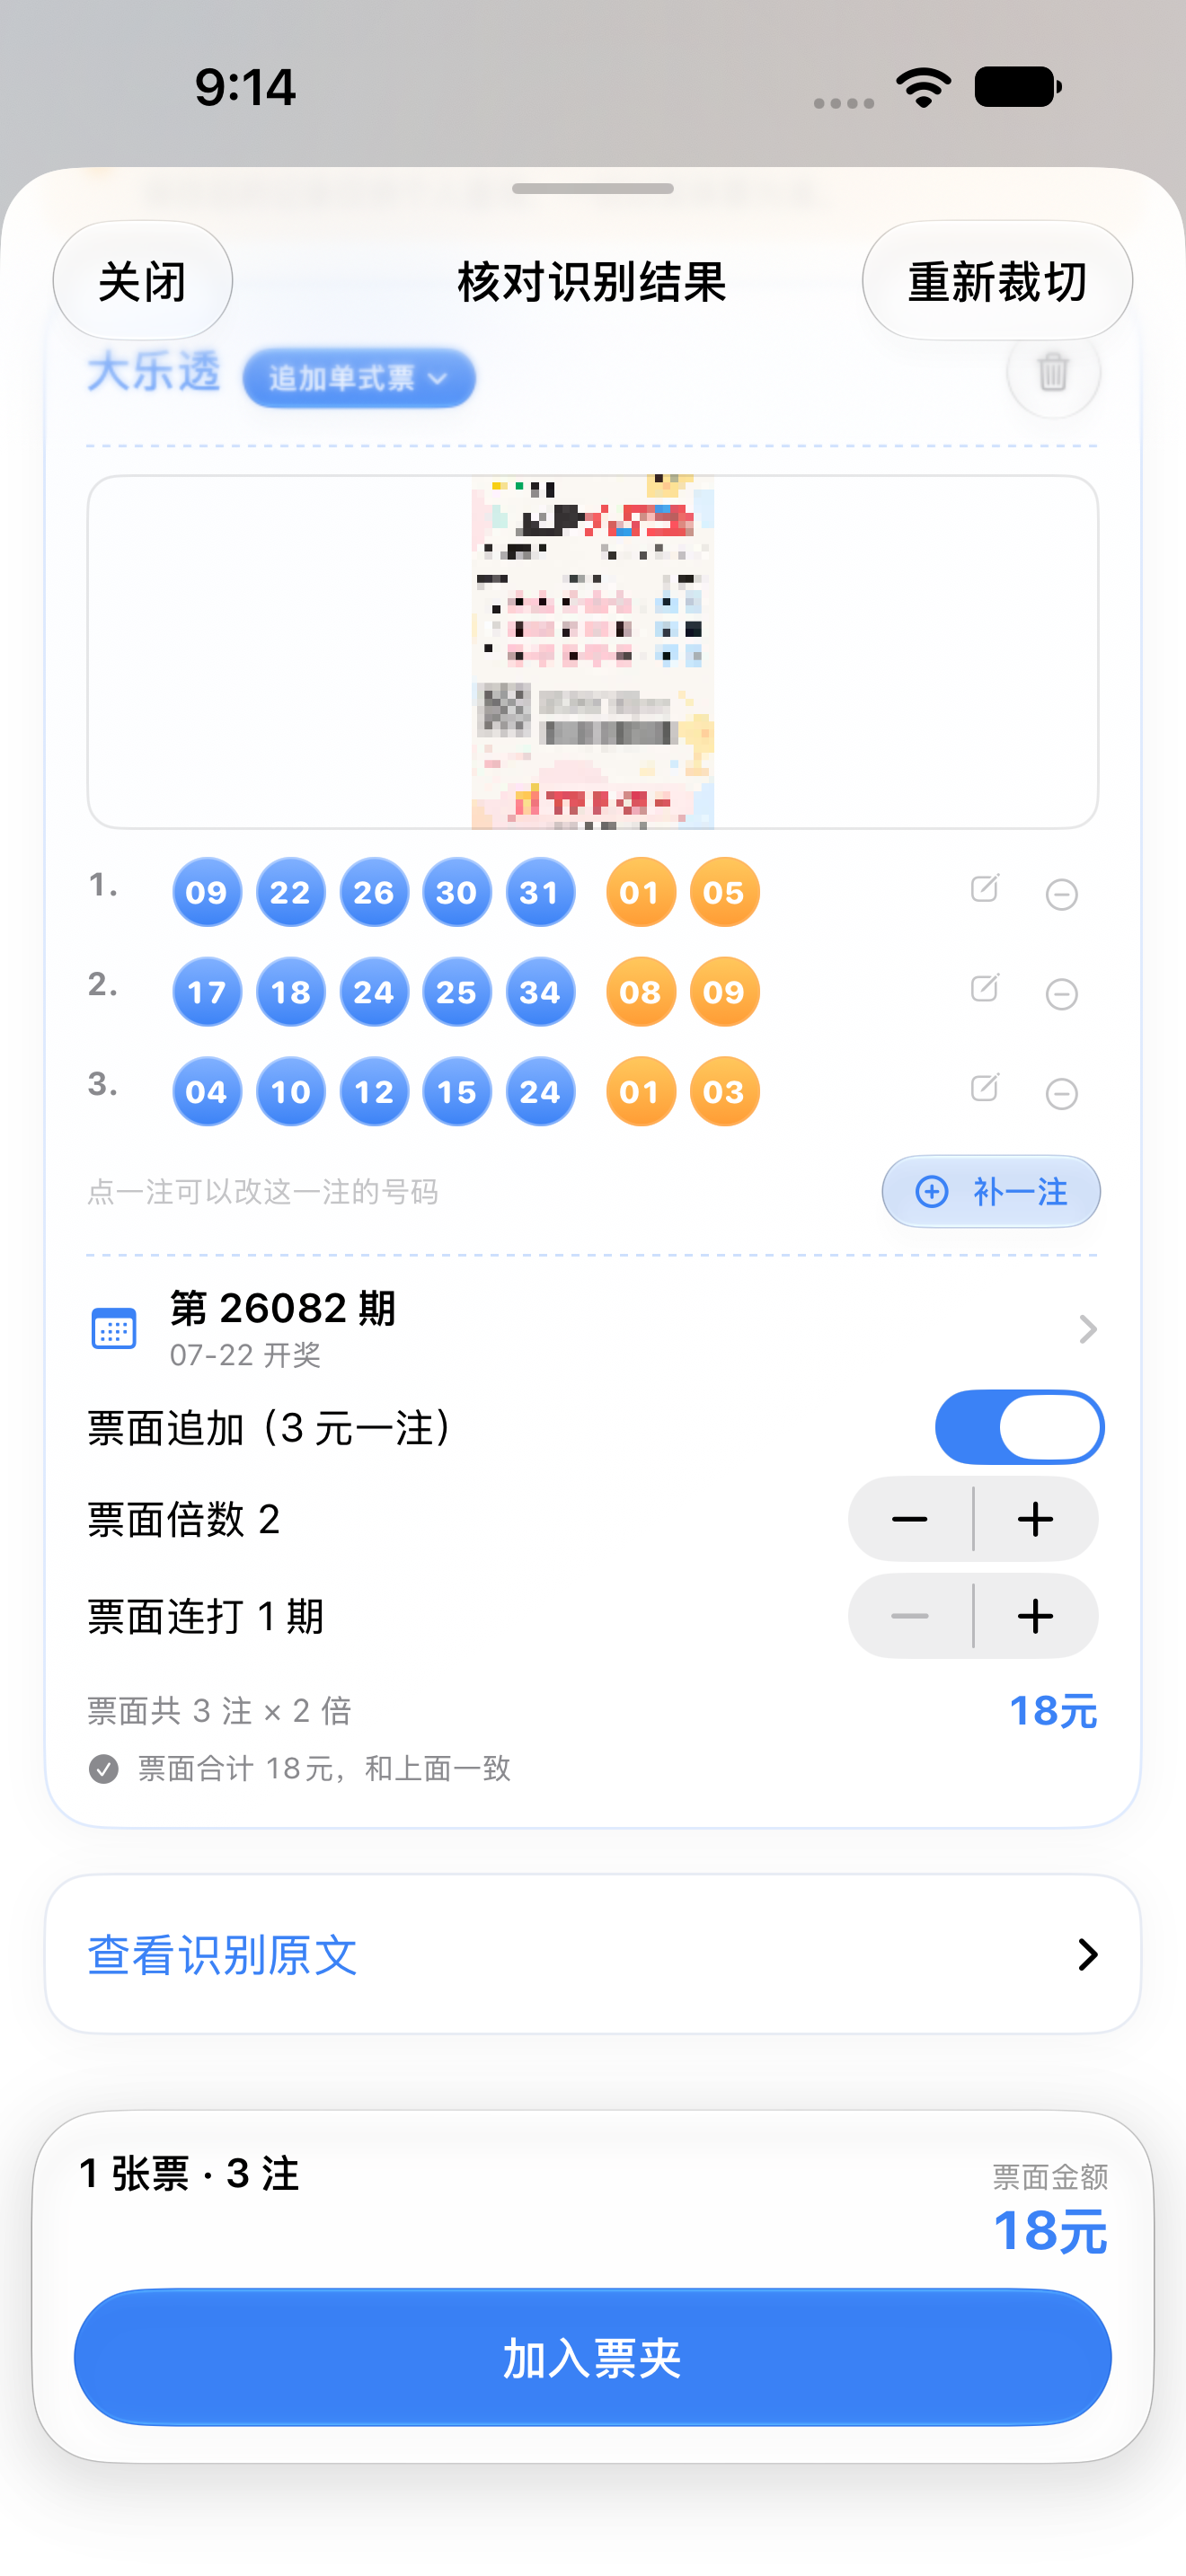 9:14
关闭
核对识别结果
重新裁切
大乐透
追加单式票
1. 09 22 26 30 31 01 05
2. 17 18 24 25 34 08 09
3. 04 10 12 15 24 01 03
点一注可以改这一注的号码
补一注
第 26082 期
07-22 开奖
票面追加（3 元一注）
票面倍数 2
票面连打 1 期
票面共 3 注 × 2 倍
18元
票面合计 18元，和上面一致
查看识别原文
1 张票 · 3 注
票面金额
18元
加入票夹